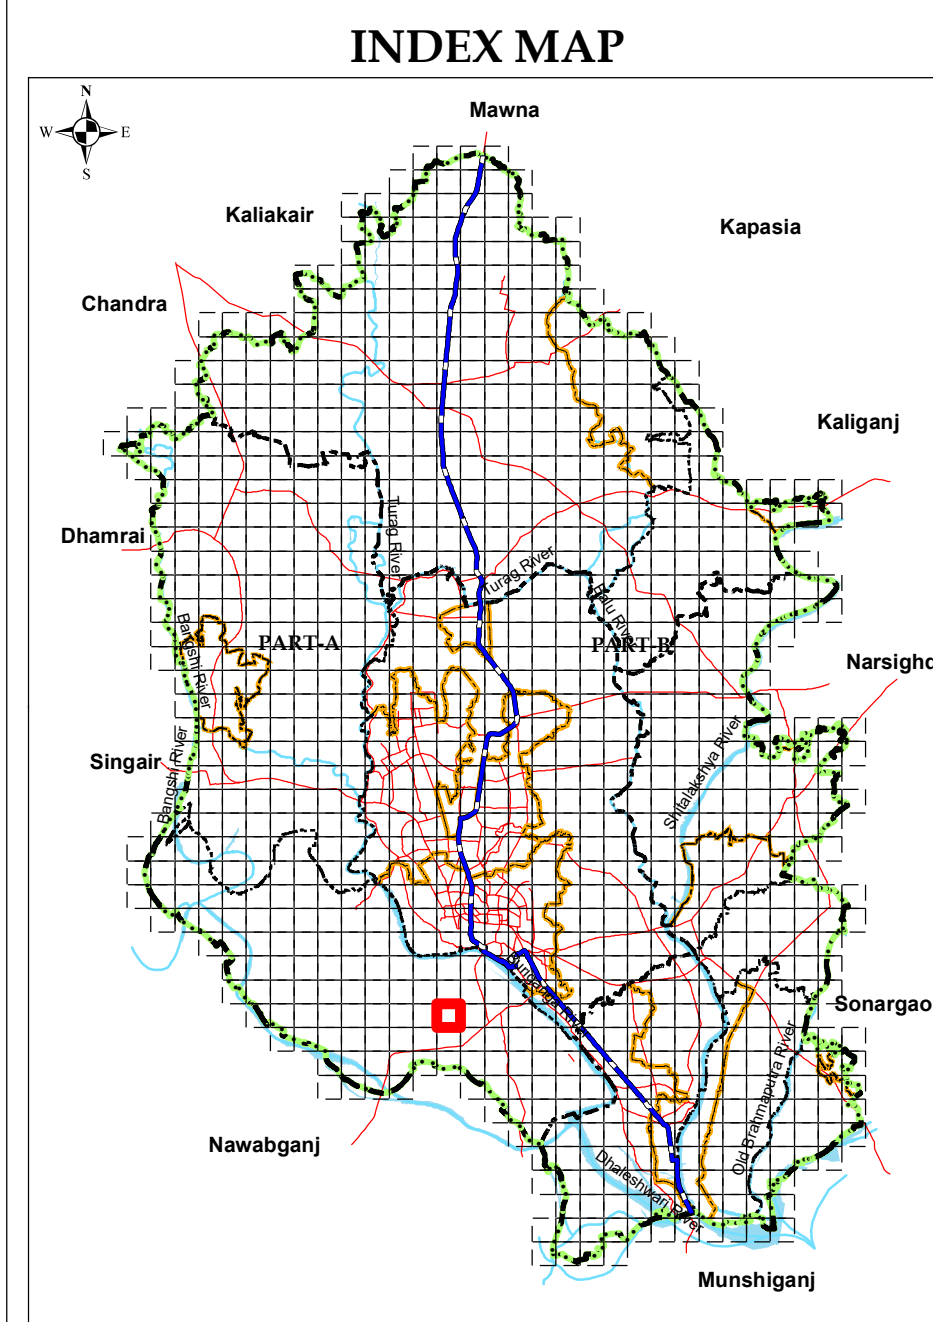 INDEX MAP
N
W E
S
Mawna
Kaliakair
Kapasia
Chandra
Kaliganj
Dhamrai
Turag River
Turag River
Balu River
Bangshi River
PART-A
PART-B
Narsighd
Singair
Bangshi River
Shitalakshya River
Buriganga River
Sonargao
Old Brahmaputra River
Nawabganj
Dhaleshwari River
Munshiganj